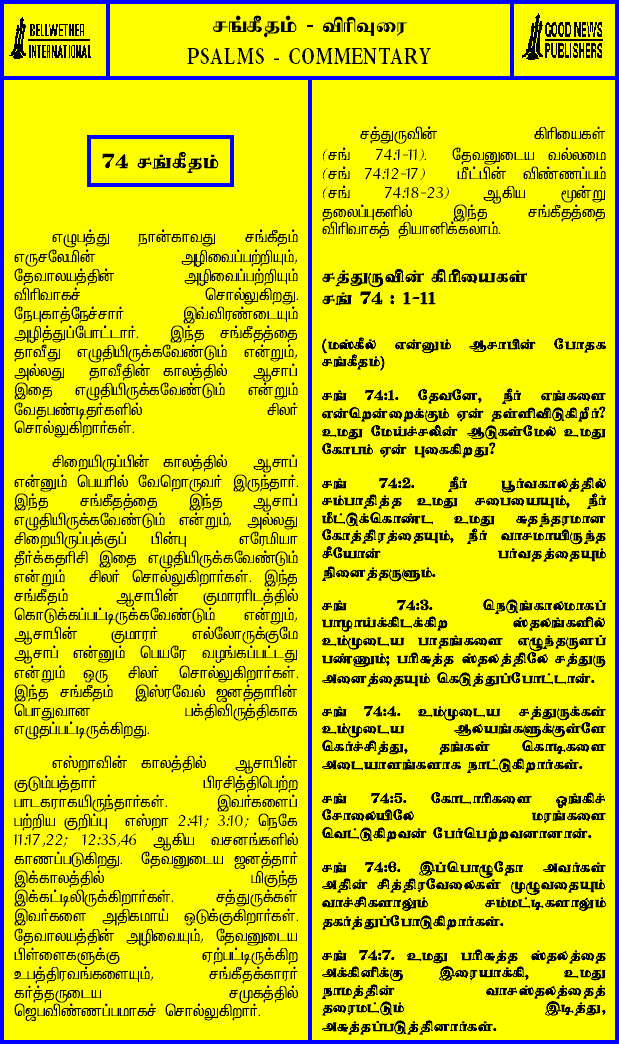 BELLWETHER
INTERNATIONAL
சங்கீதம் - விரிவுரை
PSALMS - COMMENTARY
GOOD NEWS
PUBLISHERS
74 சங்கீதம்
எழுபத்து நான்காவது சங்கீதம்
எருசலேமின் அழிவைப்பற்றியும்,
தேவாலயத்தின் அழிவைப்பற்றியும்
விரிவாகச் சொல்லுகிறது.
நேபுகாத்நேச்சார் இவ்விரண்டையும்
அழித்துப்போட்டார். இந்த சங்கீதத்தை
தாவீது எழுதியிருக்கவேண்டும் என்றும்,
அல்லது தாவீதின் காலத்தில் ஆசாப்
இதை எழுதியிருக்கவேண்டும் என்றும்
வேதபண்டிதர்களில் சிலர்
சொல்லுகிறார்கள்.
சிறையிருப்பின் காலத்தில் ஆசாப்
என்னும் பெயரில் வேறொருவர் இருந்தார்.
இந்த சங்கீதத்தை இந்த ஆசாப்
எழுதியிருக்கவேண்டும் என்றும், அல்லது
சிறையிருப்புக்குப் பின்பு எரேமியா
தீர்க்கதரிசி இதை எழுதியிருக்கவேண்டும்
என்றும் சிலர் சொல்லுகிறார்கள். இந்த
சங்கீதம் ஆசாபின் குமாரரிடத்தில்
கொடுக்கப்பட்டிருக்கவேண்டும் என்றும்,
ஆசாபின் குமாரர் எல்லோருக்குமே
ஆசாப் என்னும் பெயரே வழங்கப்பட்டது
என்றும் ஒரு சிலர் சொல்லுகிறார்கள்.
இந்த சங்கீதம் இஸ்ரவேல் ஜனத்தாரின்
பொதுவான பக்திவிருத்திகாக
எழுதப்பட்டிருக்கிறது.
எஸ்றாவின் காலத்தில் ஆசாபின்
குடும்பத்தார் பிரசித்திபெற்ற
பாடகராகயிருந்தார்கள். இவர்களைப்
பற்றிய குறிப்பு எஸ்றா 2:41; 3:10; நெகே
11:17,22; 12:35,46 ஆகிய வசனங்களில்
காணப்படுகிறது. தேவனுடைய ஜனத்தார்
இக்காலத்தில் மிகுந்த
இக்கட்டிலிருக்கிறார்கள். சத்துருக்கள்
இவர்களை அதிகமாய் ஒடுக்குகிறார்கள்.
தேவாலயத்தின் அழிவையும், தேவனுடைய
பிள்ளைகளுக்கு ஏற்பட்டிருக்கிற
உபத்திரவங்களையும், சங்கீதக்காரர்
கர்த்தருடைய சமுகத்தில்
ஜெபவிண்ணப்பமாகச் சொல்லுகிறார்.
சத்துருவின் கிரியைகள்
(சங் 74:1-11). தேவனுடைய வல்லமை
(சங் 74:12-17) மீட்பின் விண்ணப்பம்
(சங் 74:18-23) ஆகிய மூன்று
தலைப்புகளில் இந்த சங்கீதத்தை
விரிவாகத் தியானிக்கலாம்.
சத்துருவின் கிரியைகள்
சங் 74 : 1-11
(மஸ்கீல் என்னும் ஆசாபின் போதக
சங்கீதம்)
சங் 74:1. தேவனே, நீர் எங்களை
என்றென்றைக்கும் ஏன் தள்ளிவிடுகிறீர்?
உமது மேய்ச்சலின் ஆடுகள்மேல் உமது
கோபம் ஏன் புகைகிறது?
சங் 74:2. நீர் பூர்வகாலத்தில்
சம்பாதித்த உமது சபையையும், நீர்
மீட்டுக்கொண்ட உமது சுதந்தரமான
கோத்திரத்தையும், நீர் வாசமாயிருந்த
சீயோன் பர்வதத்தையும்
நினைத்தருளும்.
சங் 74:3. நெடுங்காலமாகப்
பாழாய்க்கிடக்கிற ஸ்தலங்களில்
உம்முடைய பாதங்களை எழுந்தருளப்
பண்ணும்; பரிசுத்த ஸ்தலத்திலே சத்துரு
அனைத்தையும் கெடுத்துப்போட்டான்.
சங் 74:4. உம்முடைய சத்துருக்கள்
உம்முடைய ஆலயங்களுக்குள்ளே
கெர்ச்சித்து, தங்கள் கொடிகளை
அடையாளங்களாக நாட்டுகிறார்கள்.
சங் 74:5. கோடாரிகளை ஓங்கிச்
சோலையிலே மரங்களை
வெட்டுகிறவன் பேர்பெற்றவனானான்.
சங் 74:6. இப்பொழுதோ அவர்கள்
அதின் சித்திரவேலைகள் முழுவதையும்
வாச்சிகளாலும் சம்மட்டிகளாலும்
தகர்த்துப்போடுகிறார்கள்.
சங் 74:7. உமது பரிசுத்த ஸ்தலத்தை
அக்கினிக்கு இரையாக்கி, உமது
நாமத்தின் வாசஸ்தலத்தைத்
தரைமட்டும் இடித்து,
அசுத்தப்படுத்தினார்கள்.